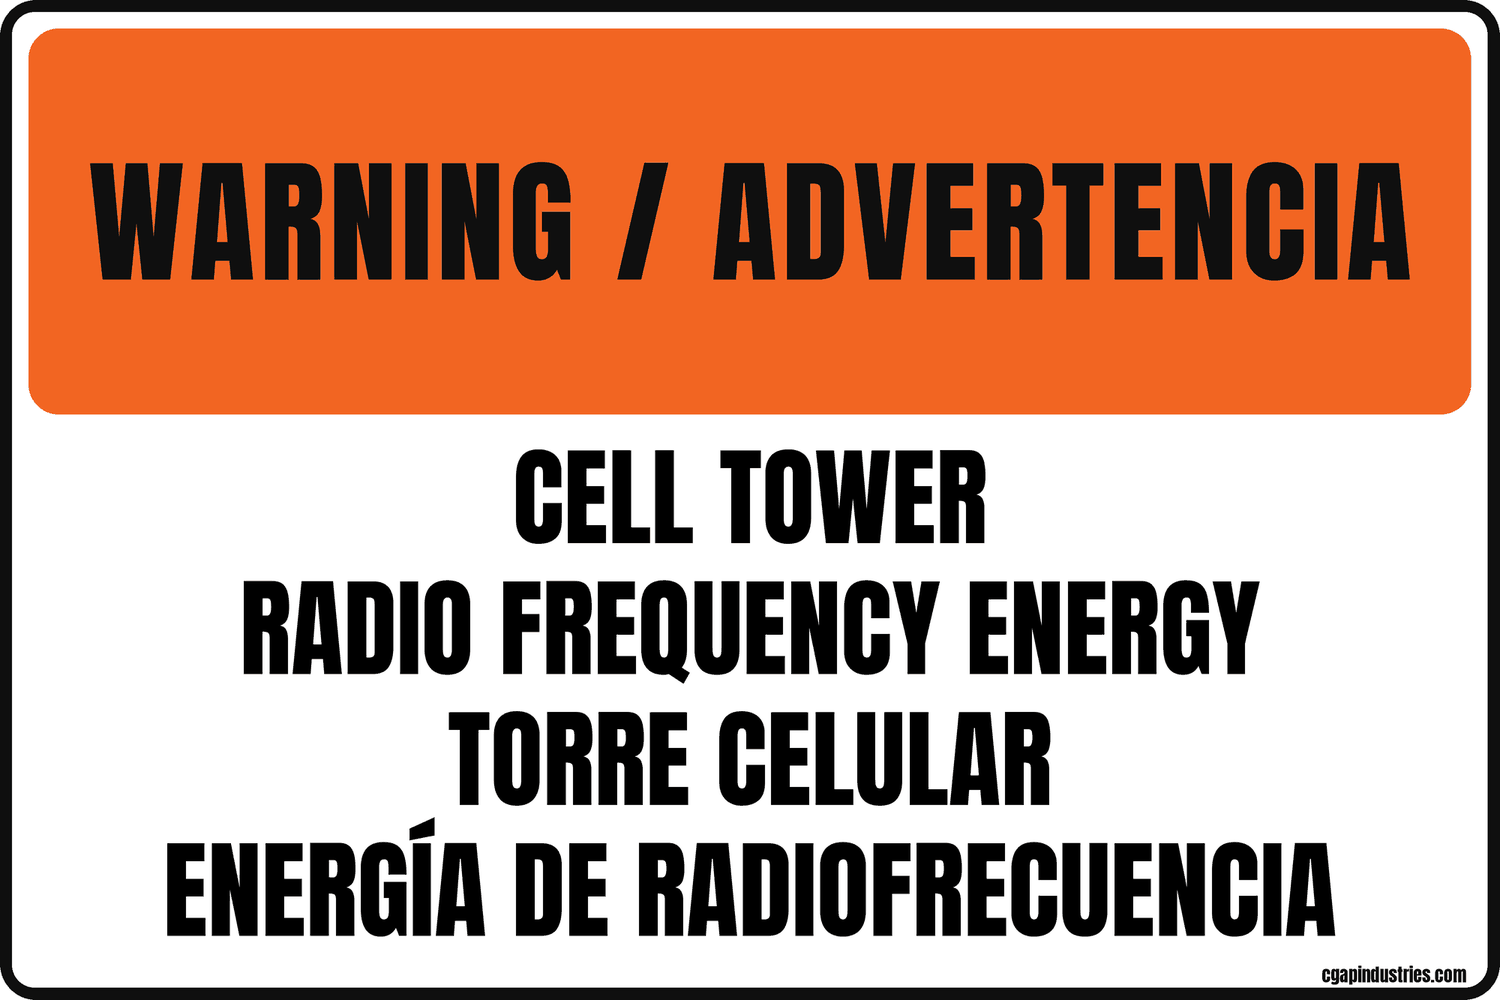 WARNING / ADVERTENCIA
CELL TOWER
RADIO FREQUENCY ENERGY
TORRE CELULAR
ENERGÍA DE RADIOFRECUENCIA
cgapindustries.com